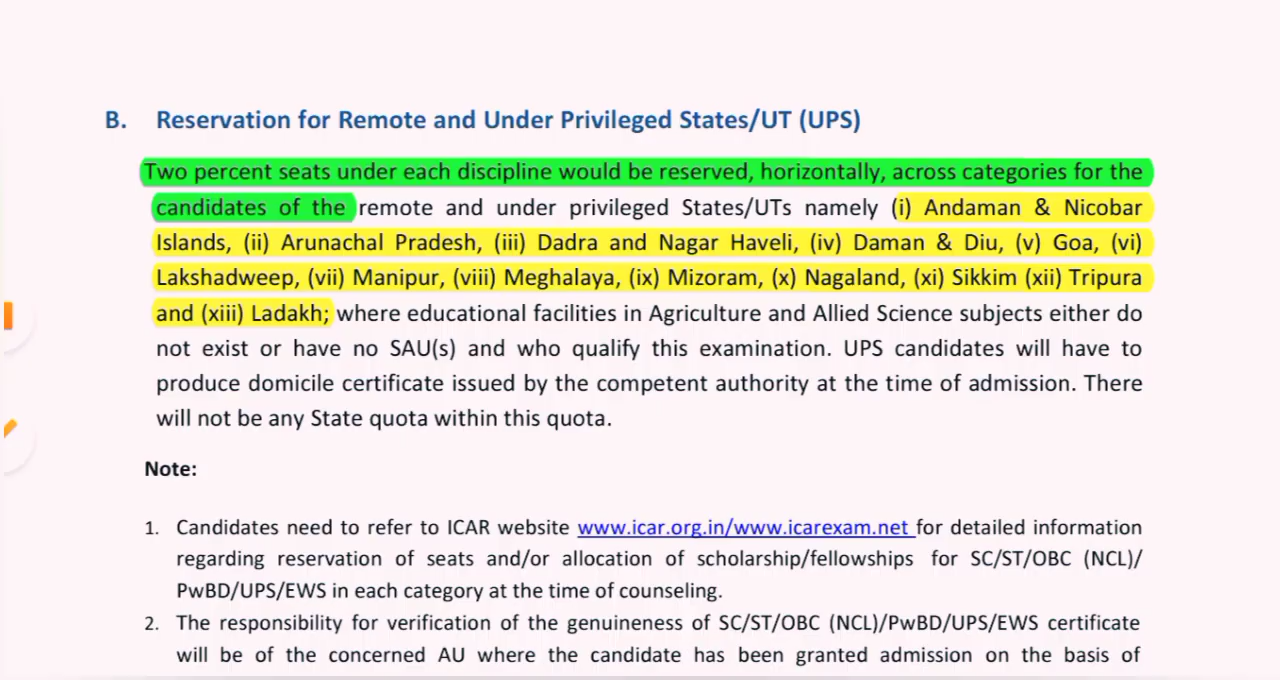 B. Reservation for Remote and Under Privileged States/UT (UPS)
Two percent seats under each discipline would be reserved, horizontally, across categories for the
candidates of the remote and under privileged States/UTs namely (i) Andaman & Nicobar
Islands, (ii) Arunachal Pradesh, (iii) Dadra and Nagar Haveli, (iv) Daman & Diu, (v) Goa, (vi)
Lakshadweep, (vii) Manipur, (viii) Meghalaya, (ix) Mizoram, (x) Nagaland, (xi) Sikkim (xii) Tripura
and (xiii) Ladakh; where educational facilities in Agriculture and Allied Science subjects either do
not exist or have no SAU(s) and who qualify this examination. UPS candidates will have to
produce domicile certificate issued by the competent authority at the time of admission. There
will not be any State quota within this quota.
Note:
1. Candidates need to refer to ICAR website www.icar.org.in/www.icarexam.net for detailed information
regarding reservation of seats and/or allocation of scholarship/fellowships for SC/ST/OBC (NCL)/
PwBD/UPS/EWS in each category at the time of counseling.
2. The responsibility for verification of the genuineness of SC/ST/OBC (NCL)/PwBD/UPS/EWS certificate
will be of the concerned AU where the candidate has been granted admission on the basis of